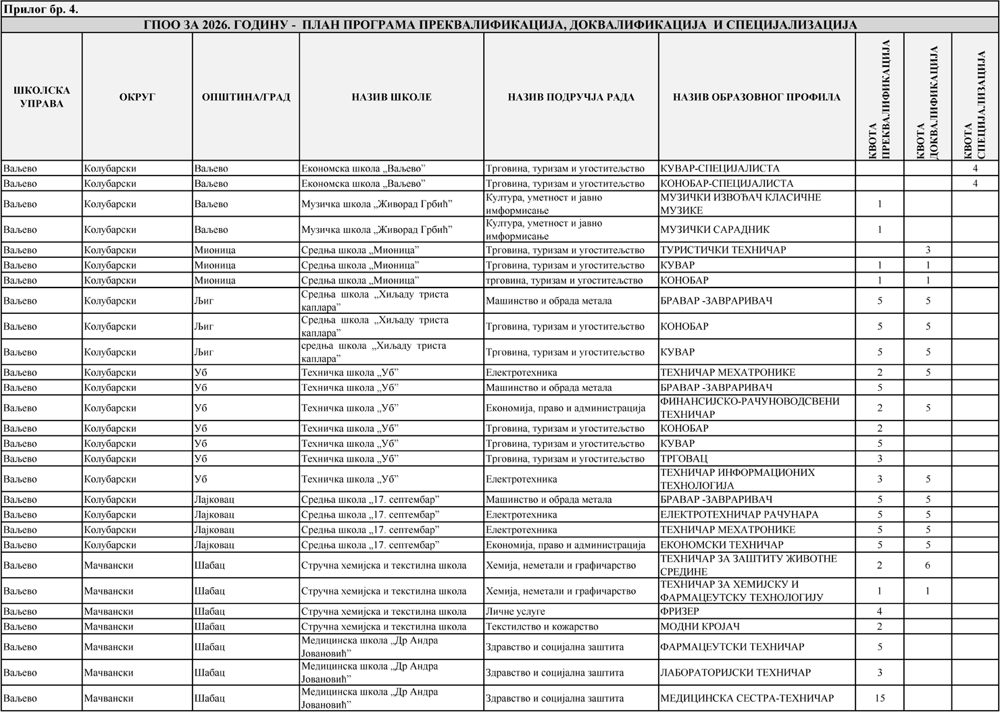 Прилог бр. 4.
ГПОО ЗА 2026. ГОДИНУ - ПЛАН ПРОГРАМА ПРЕКВАЛИФИКАЦИЈА, ДОКВАЛИФИКАЦИЈА И СПЕЦИЈАЛИЗАЦИЈА
ШКОЛСКА УПРАВА ОКРУГ ОПШТИНА/ГРАД НАЗИВ ШКОЛЕ НАЗИВ ПОДРУЧЈА РАДА НАЗИВ ОБРАЗОВНОГ ПРОФИЛА КВОТА ПРЕКВАЛИФИКАЦИЈА КВОТА ДОКВАЛИФИКАЦИЈА КВОТА СПЕЦИЈАЛИЗАЦИЈА
Ваљево Колубарски Ваљево Економска школа „Ваљево” Трговина, туризам и угоститељство КУВАР-СПЕЦИЈАЛИСТА 4
Ваљево Колубарски Ваљево Економска школа „Ваљево” Трговина, туризам и угоститељство КОНОБАР-СПЕЦИЈАЛИСТА 4
Ваљево Колубарски Ваљево Музичка школа „Живорад Грбић” Култура, уметност и јавно имформисање МУЗИЧКИ ИЗВОЂАЧ КЛАСИЧНЕ МУЗИКЕ 1
Ваљево Колубарски Ваљево Музичка школа „Живорад Грбић” Култура, уметност и јавно имформисање МУЗИЧКИ САРАДНИК 1
Ваљево Колубарски Мионица Средња школа „Мионица” Трговина, туризам и угоститељство ТУРИСТИЧКИ ТЕХНИЧАР 3
Ваљево Колубарски Мионица Средња школа „Мионица” Трговина, туризам и угоститељство КУВАР 1 1
Ваљево Колубарски Мионица Средња школа „Мионица” трговина, туризам и угоститељство КОНОБАР 1 1
Ваљево Колубарски Љиг Средња школа „Хиљаду триста каплара” Машинство и обрада метала БРАВАР -ЗАВРАРИВАЧ 5 5
Ваљево Колубарски Љиг Средња школа „Хиљаду триста каплара” Трговина, туризам и угоститељство КОНОБАР 5 5
Ваљево Колубарски Љиг средња школа „Хиљаду триста каплара” Трговина, туризам и угоститељство КУВАР 5 5
Ваљево Колубарски Уб Техничка школа „Уб” Електротехника ТЕХНИЧАР МЕХАТРОНИКЕ 2 5
Ваљево Колубарски Уб Техничка школа „Уб” Машинство и обрада метала БРАВАР -ЗАВРАРИВАЧ 5
Ваљево Колубарски Уб Техничка школа „Уб” Економија, право и администрација ФИНАНСИЈСКО-РАЧУНОВОДСВЕНИ ТЕХНИЧАР 2 5
Ваљево Колубарски Уб Техничка школа „Уб” Трговина, туризам и угоститељство КОНОБАР 2
Ваљево Колубарски Уб Техничка школа „Уб” Трговина, туризам и угоститељство КУВАР 5
Ваљево Колубарски Уб Техничка школа „Уб” Трговина, туризам и угоститељство ТРГОВАЦ 3
Ваљево Колубарски Уб Техничка школа „Уб” Електротехника ТЕХНИЧАР ИНФОРМАЦИОНИХ ТЕХНОЛОГИЈА 3 5
Ваљево Колубарски Лајковац Средња школа „17. септембар” Машинство и обрада метала БРАВАР -ЗАВРАРИВАЧ 5 5
Ваљево Колубарски Лајковац Средња школа „17. септембар” Електротехника ЕЛЕКТРОТЕХНИЧАР РАЧУНАРА 5 5
Ваљево Колубарски Лајковац Средња школа „17. септембар” Електротехника ТЕХНИЧАР МЕХАТРОНИКЕ 5 5
Ваљево Колубарски Лајковац Средња школа „17. септембар” Економија, право и администрација ЕКОНОМСКИ ТЕХНИЧАР 5 5
Ваљево Мачвански Шабац Стручна хемијска и текстилна школа Хемија, неметали и графичарство ТЕХНИЧАР ЗА ЗАШТИТУ ЖИВОТНЕ СРЕДИНЕ 2 6
Ваљево Мачвански Шабац Стручна хемијска и текстилна школа Хемија, неметали и графичарство ТЕХНИЧАР ЗА ХЕМИЈСКУ И ФАРМАЦЕУТСКУ ТЕХНОЛОГИЈУ 1 1
Ваљево Мачвански Шабац Стручна хемијска и текстилна школа Личне услуге ФРИЗЕР 4
Ваљево Мачвански Шабац Стручна хемијска и текстилна школа Текстилство и кожарство МОДНИ КРОЈАЧ 2
Ваљево Мачвански Шабац Медицинска школа „Др Андра Јовановић” Здравство и социјална заштита ФАРМАЦЕУТСКИ ТЕХНИЧАР 5
Ваљево Мачвански Шабац Медицинска школа „Др Андра Јовановић” Здравство и социјална заштита ЛАБОРАТОРИЈСКИ ТЕХНИЧАР 3
Ваљево Мачвански Шабац Медицинска школа „Др Андра Јовановић” Здравство и социјална заштита МЕДИЦИНСКА СЕСТРА-ТЕХНИЧАР 15